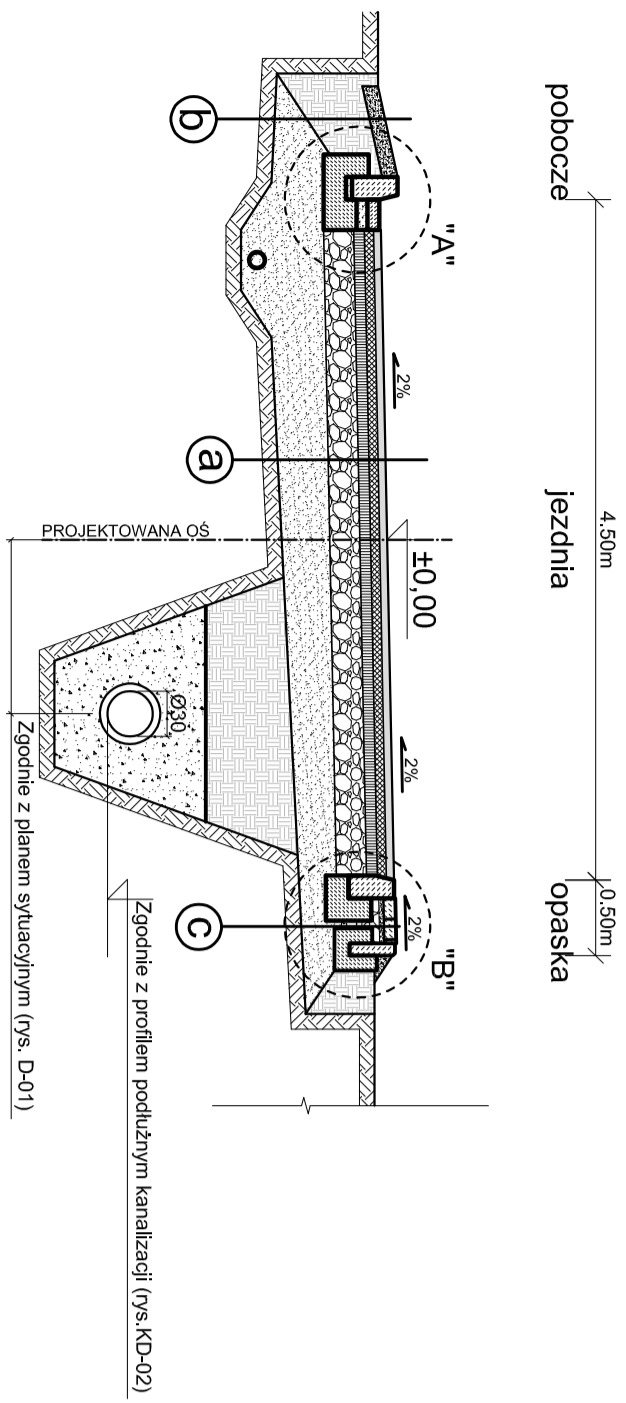 4.50m
0.50m
pobocze
jezdnia
opaska
"A"
2%
±0,00
2%
2%
"B"
b
a
PROJEKTOWANA OŚ
c
Ø30
Zgodnie z profilem podłużnym kanalizacji (rys.KD-02)
Zgodnie z planem sytuacyjnym (rys. D-01)